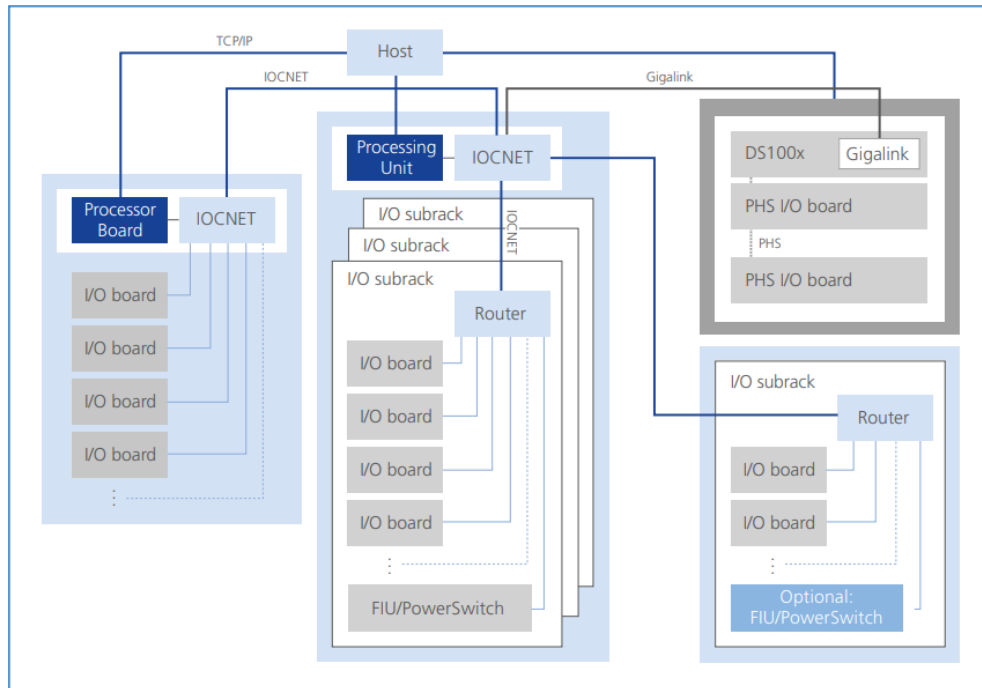 TCP/IP
Host
IOCNET
Gigalink
Processing
Unit
IOCNET
DS100x
Gigalink
PHS I/O board
PHS
PHS I/O board
Processor
Board
IOCNET
I/O board
I/O board
I/O board
I/O board
⋮
I/O subrack
I/O subrack
I/O subrack
IOCNET
Router
I/O board
I/O board
I/O board
I/O board
⋮
FIU/PowerSwitch
I/O subrack
Router
I/O board
I/O board
⋮
Optional:
FIU/PowerSwitch